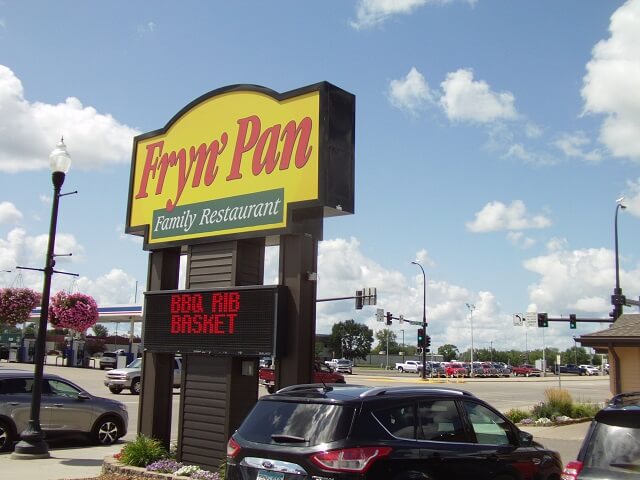 Fryn' Pan
Family Restaurant
BBQ RIB
BASKET